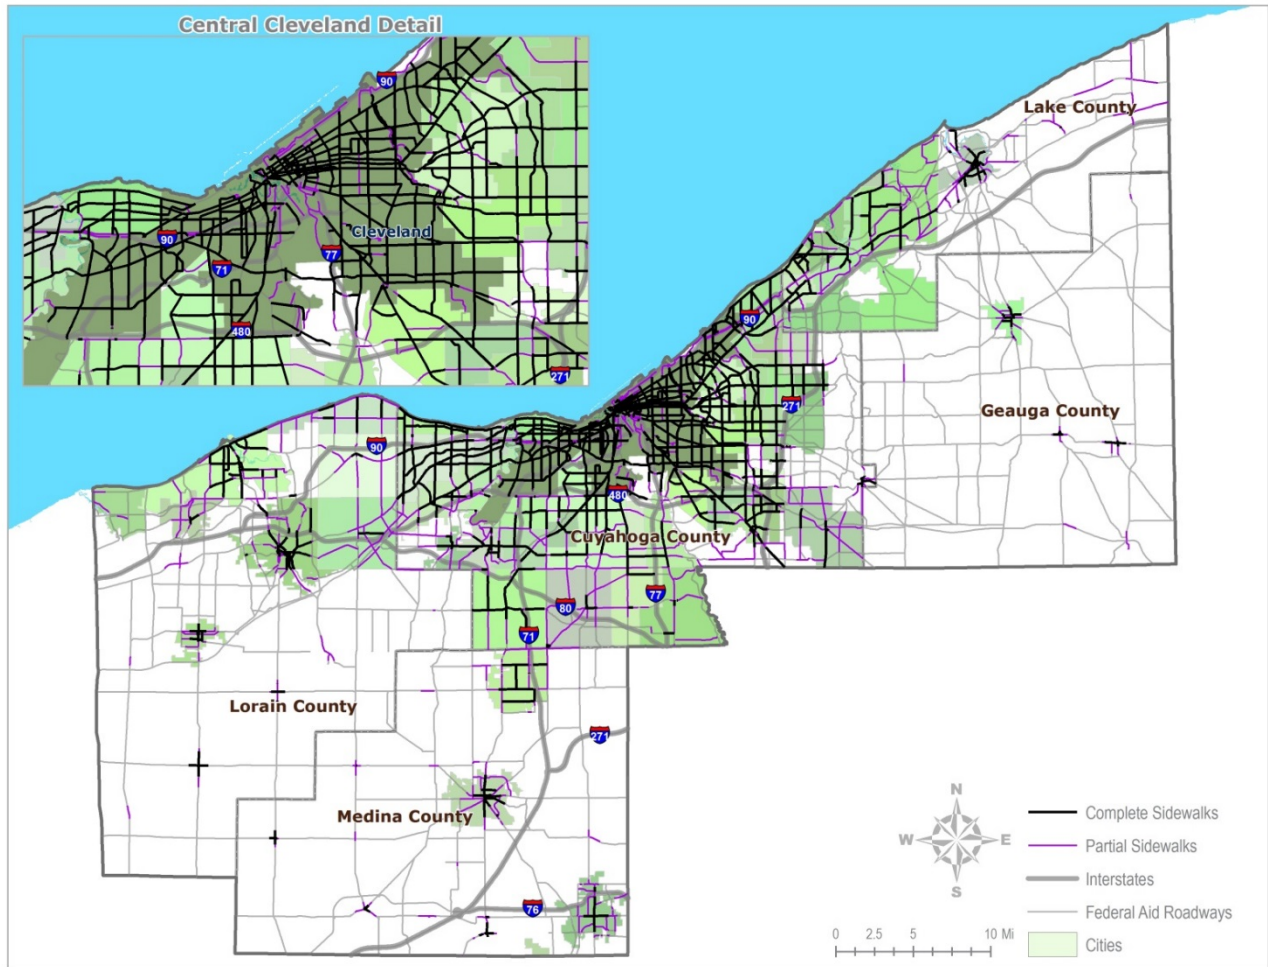 Central Cleveland Detail
90
Cleveland
90
77
71
480
271
Lake County
90
271
Geauga County
90
480
Cuyahoga County
80
77
71
Lorain County
271
Medina County
76
N
W E
S
0 2.5 5 10 Mi
Complete Sidewalks
Partial Sidewalks
Interstates
Federal Aid Roadways
Cities